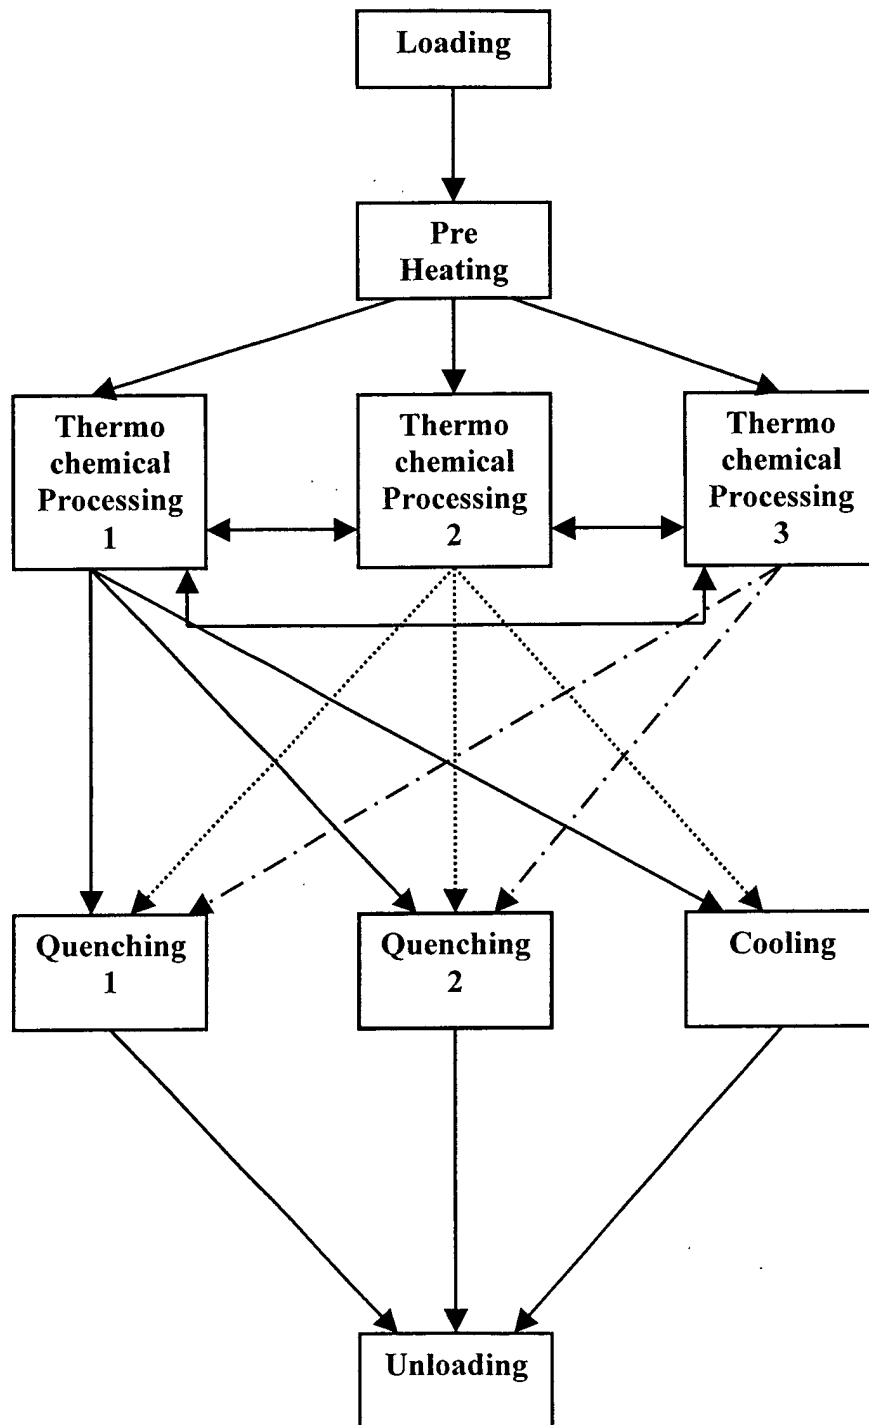 Loading
Pre
Heating
Thermo
chemical
Processing
1
Thermo
chemical
Processing
2
Thermo
chemical
Processing
3
Quenching
1
Quenching
2
Cooling
Unloading